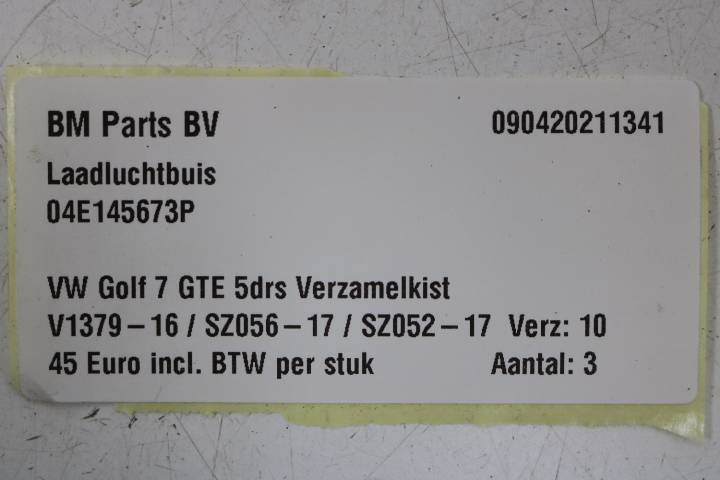 BM Parts BV 090420211341
Laadluchtbuis
04E145673P
VW Golf 7 GTE 5drs Verzamelkist
V1379-16 / SZ056-17 / SZ052-17 Verz: 10
45 Euro incl. BTW per stuk Aantal: 3